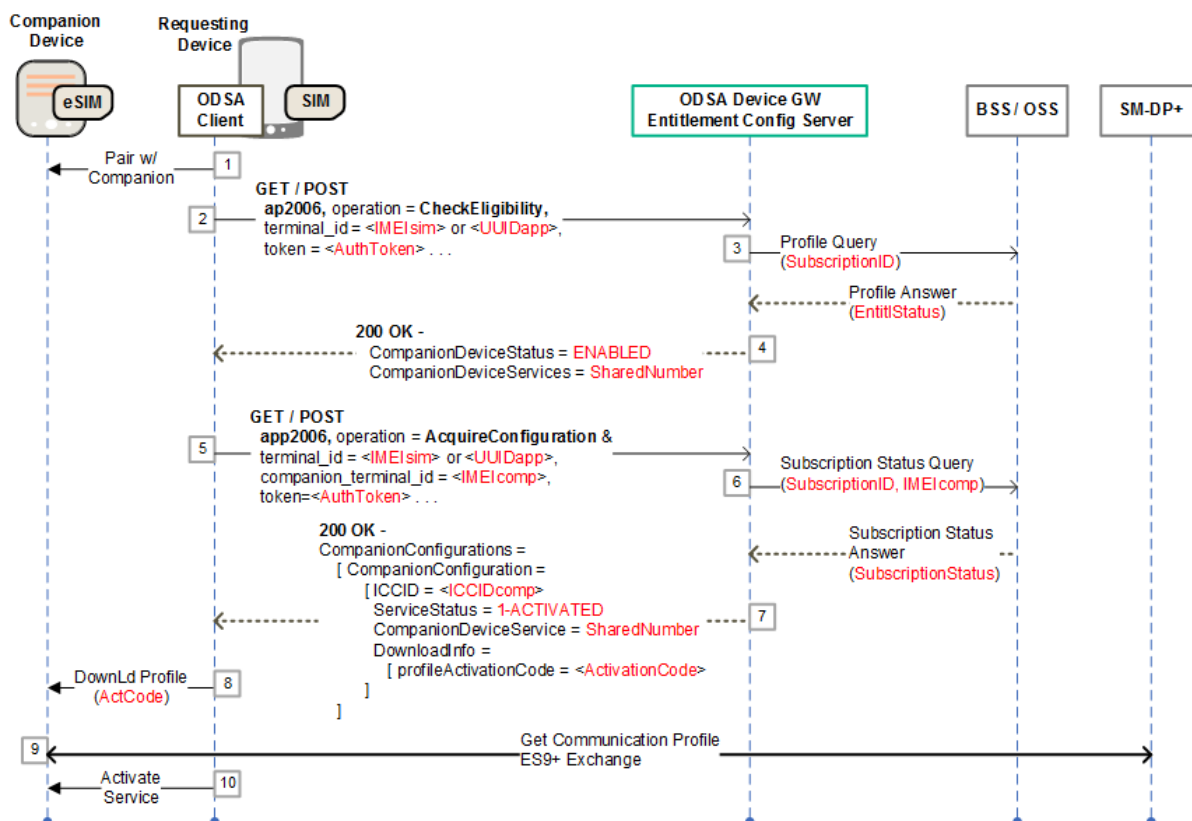 Companion
Device
Requesting
Device
eSIM
ODSA
Client
SIM
ODSA Device GW
Entitlement Config Server
BSS/ OSS
SM-DP+
Pair w/
Companion
1
GET / POST
2
ap2006, operation = CheckEligibility,
terminal_id = <IMEIsim> or <UUIDapp>,
token = <AuthToken> . . .
3
Profile Query
(SubscriptionID)
Profile Answer
(EntitlStatus)
200 OK -
CompanionDeviceStatus = ENABLED
CompanionDeviceServices = SharedNumber
4
GET / POST
5
app2006, operation = AcquireConfiguration &
terminal_id = <IMEIsim> or <UUIDapp>,
companion_terminal_id = <IMEIcomp>,
token=<AuthToken> . . .
6
Subscription Status Query
(SubscriptionID, IMEIcomp)
Subscription Status
Answer
(SubscriptionStatus)
200 OK -
CompanionConfigurations =
[ CompanionConfiguration =
[ ICCID = <ICCIDcomp>
ServiceStatus = 1-ACTIVATED
CompanionDeviceService = SharedNumber
DownloadInfo =
[ profileActivationCode = <ActivationCode>
]
]
7
DownLd Profile
(ActCode)
8
9
Get Communication Profile
ES9+ Exchange
Activate
Service
10